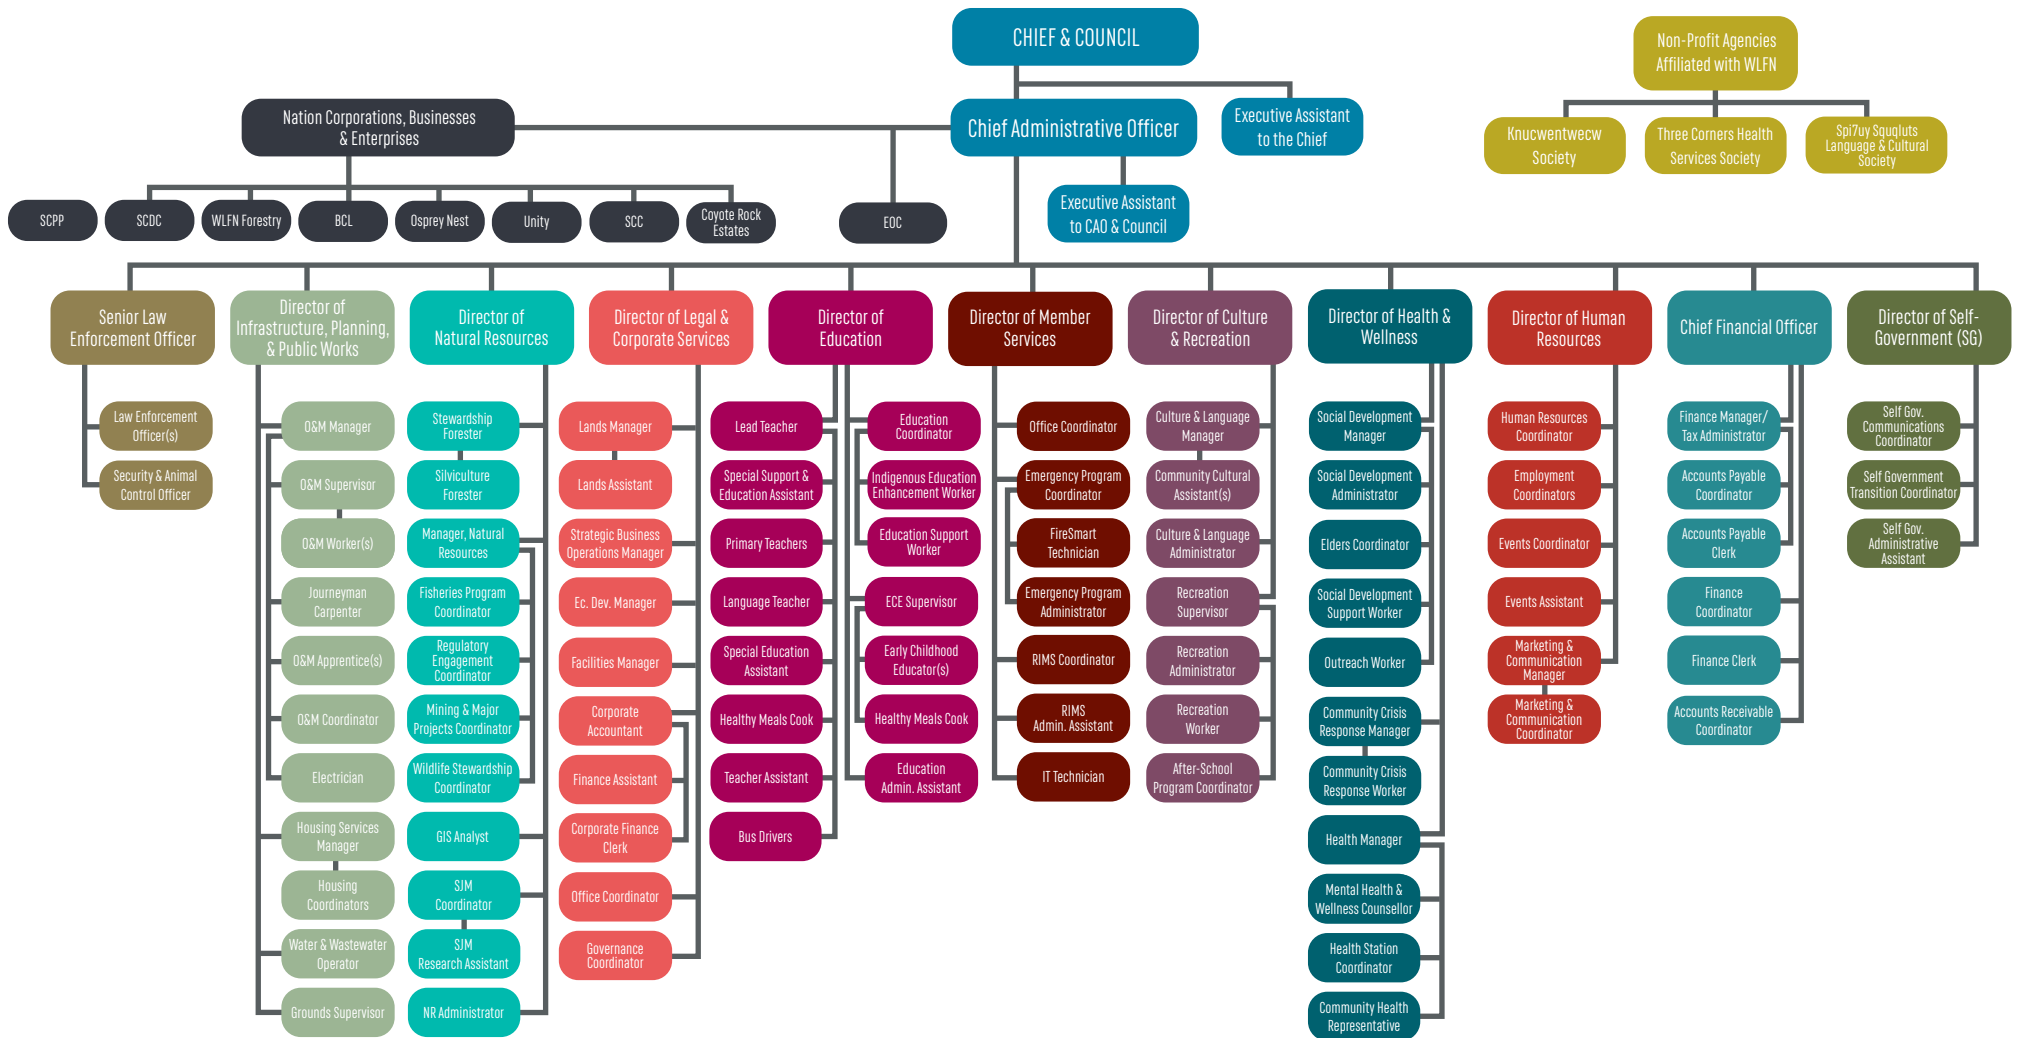 CHIEF & COUNCIL
Non-Profit Agencies
Affiliated with WLFN
Nation Corporations, Businesses
& Enterprises
Chief Administrative Officer
Executive Assistant
to the Chief
Knucwentwecw
Society
Three Corners Health
Services Society
Spi7uy Squqluts
Language & Cultural
Society
SCPP
SCDC
WLFN Forestry
BCL
Osprey Nest
Unity
SCC
Coyote Rock
Estates
EOC
Executive Assistant
to CAO & Council
Senior Law
Enforcement Officer
Director of
Infrastructure, Planning,
& Public Works
Director of
Natural Resources
Director of Legal &
Corporate Services
Director of
Education
Director of Member
Services
Director of Culture
& Recreation
Director of Health &
Wellness
Director of Human
Resources
Chief Financial Officer
Director of Self-
Government (SG)
Law Enforcement
Officer(s)
Security & Animal
Control Officer
O&M Manager
O&M Supervisor
O&M Worker(s)
Journeyman
Carpenter
O&M Apprentice(s)
O&M Coordinator
Electrician
Housing Services
Manager
Housing
Coordinators
Water & Wastewater
Operator
Grounds Supervisor
Stewardship
Forester
Silviculture
Forester
Manager, Natural
Resources
Fisheries Program
Coordinator
Regulatory
Engagement
Coordinator
Mining & Major
Projects Coordinator
Wildlife Stewardship
Coordinator
GIS Analyst
SJM
Coordinator
SJM
Research Assistant
NR Administrator
Lands Manager
Lands Assistant
Strategic Business
Operations Manager
Ec. Dev. Manager
Facilities Manager
Corporate
Accountant
Finance Assistant
Corporate Finance
Clerk
Office Coordinator
Governance
Coordinator
Lead Teacher
Special Support &
Education Assistant
Primary Teachers
Language Teacher
Special Education
Assistant
Healthy Meals Cook
Teacher Assistant
Bus Drivers
Education
Coordinator
Indigenous Education
Enhancement Worker
Education Support
Worker
ECE Supervisor
Early Childhood
Educator(s)
Healthy Meals Cook
Education
Admin. Assistant
Office Coordinator
Emergency Program
Coordinator
FireSmart
Technician
Emergency Program
Administrator
RIMS Coordinator
RIMS
Admin. Assistant
IT Technician
Culture & Language
Manager
Community Cultural
Assistant(s)
Culture & Language
Administrator
Recreation
Supervisor
Recreation
Administrator
Recreation
Worker
After-School
Program Coordinator
Social Development
Manager
Social Development
Administrator
Elders Coordinator
Social Development
Support Worker
Outreach Worker
Community Crisis
Response Manager
Community Crisis
Response Worker
Health Manager
Mental Health &
Wellness Counsellor
Health Station
Coordinator
Community Health
Representative
Human Resources
Coordinator
Employment
Coordinators
Events Coordinator
Events Assistant
Marketing &
Communication
Manager
Marketing &
Communication
Coordinator
Finance Manager/
Tax Administrator
Accounts Payable
Coordinator
Accounts Payable
Clerk
Finance
Coordinator
Finance Clerk
Accounts Receivable
Coordinator
Self Gov.
Communications
Coordinator
Self Government
Transition Coordinator
Self Gov.
Administrative
Assistant